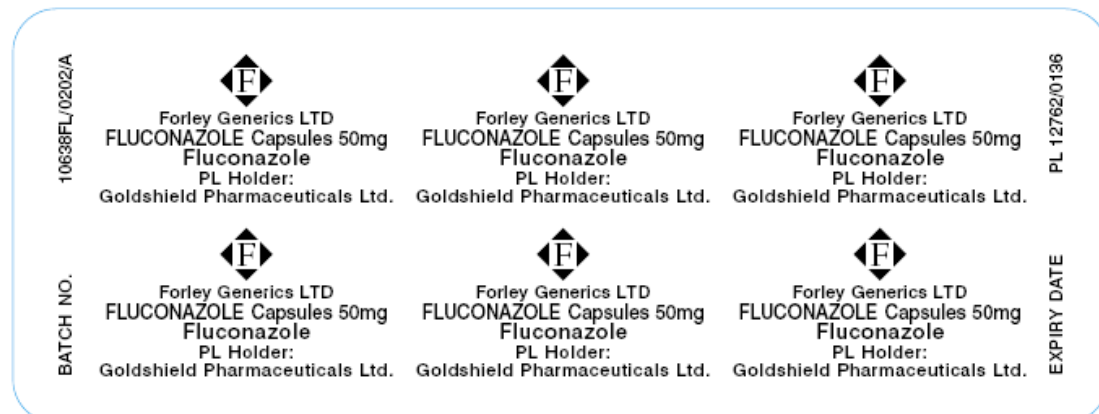 10638FL/0202/A
F
Forley Generics LTD
FLUCONAZOLE Capsules 50mg
Fluconazole
PL Holder:
Goldshield Pharmaceuticals Ltd.
F
Forley Generics LTD
FLUCONAZOLE Capsules 50mg
Fluconazole
PL Holder:
Goldshield Pharmaceuticals Ltd.
F
Forley Generics LTD
FLUCONAZOLE Capsules 50mg
Fluconazole
PL Holder:
Goldshield Pharmaceuticals Ltd.
PL 12762/0136
BATCH NO.
F
Forley Generics LTD
FLUCONAZOLE Capsules 50mg
Fluconazole
PL Holder:
Goldshield Pharmaceuticals Ltd.
F
Forley Generics LTD
FLUCONAZOLE Capsules 50mg
Fluconazole
PL Holder:
Goldshield Pharmaceuticals Ltd.
F
Forley Generics LTD
FLUCONAZOLE Capsules 50mg
Fluconazole
PL Holder:
Goldshield Pharmaceuticals Ltd.
EXPIRY DATE